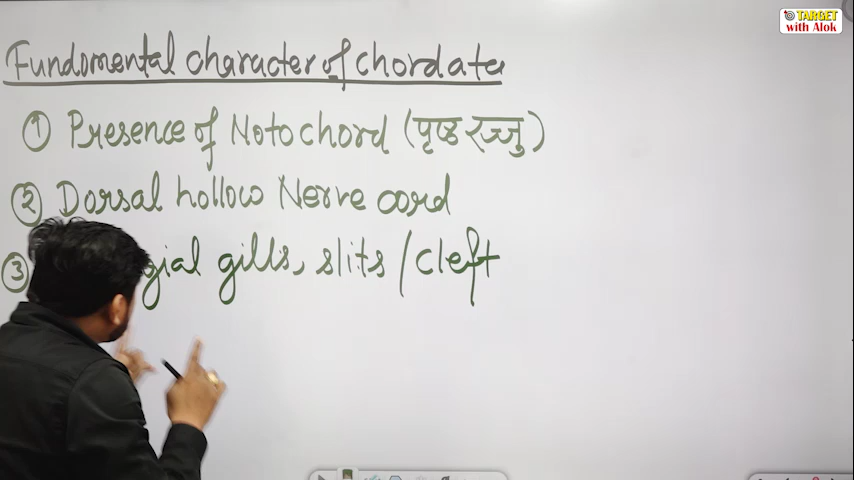 TARGET
with Alok
Fundomental character of chordata
① Presence of Notochord (पृष्ठ रज्जु)
② Dorsal hollow Nerve cord
③ gial gills, slits / cleft